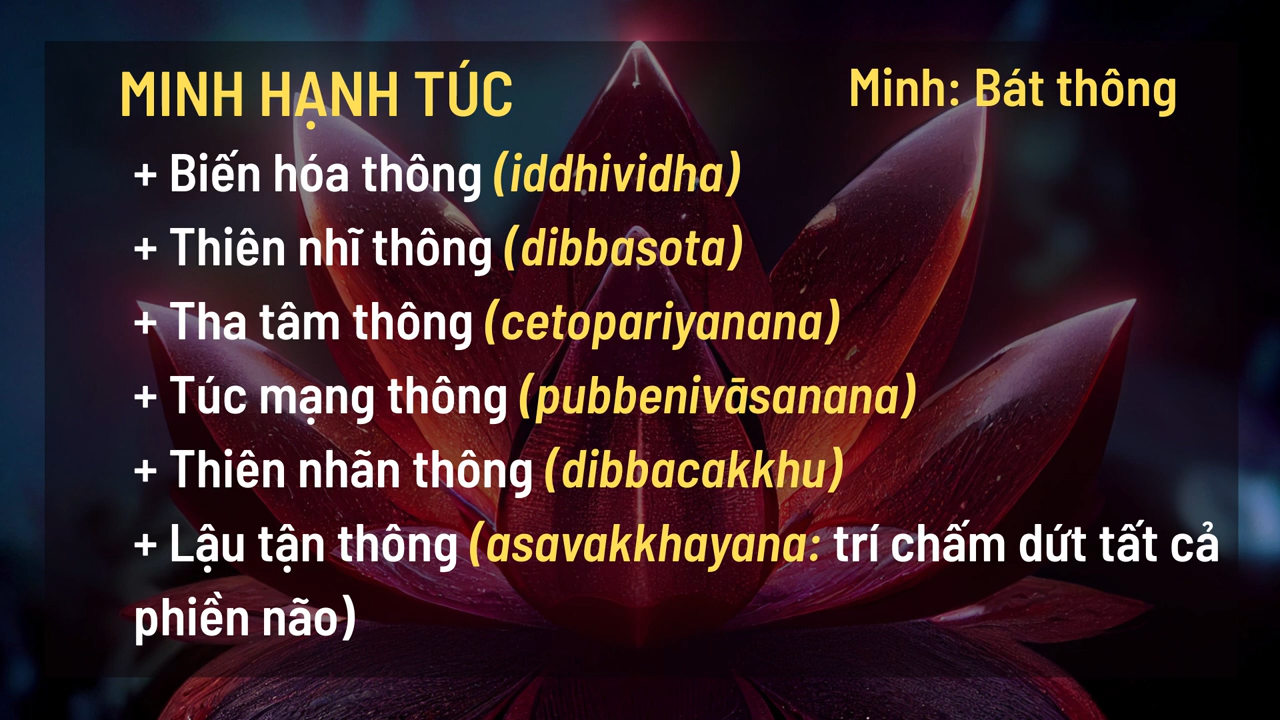 MINH HẠNH TÚC
Minh: Bát thông
+ Biến hóa thông (iddhividha)
+ Thiên nhĩ thông (dibbasota)
+ Tha tâm thông (cetopariyanana)
+ Túc mạng thông (pubbenivāsanana)
+ Thiên nhãn thông (dibbacakkhu)
+ Lậu tận thông (asavakkhayana: trí chấm dứt tất cả
phiền não)